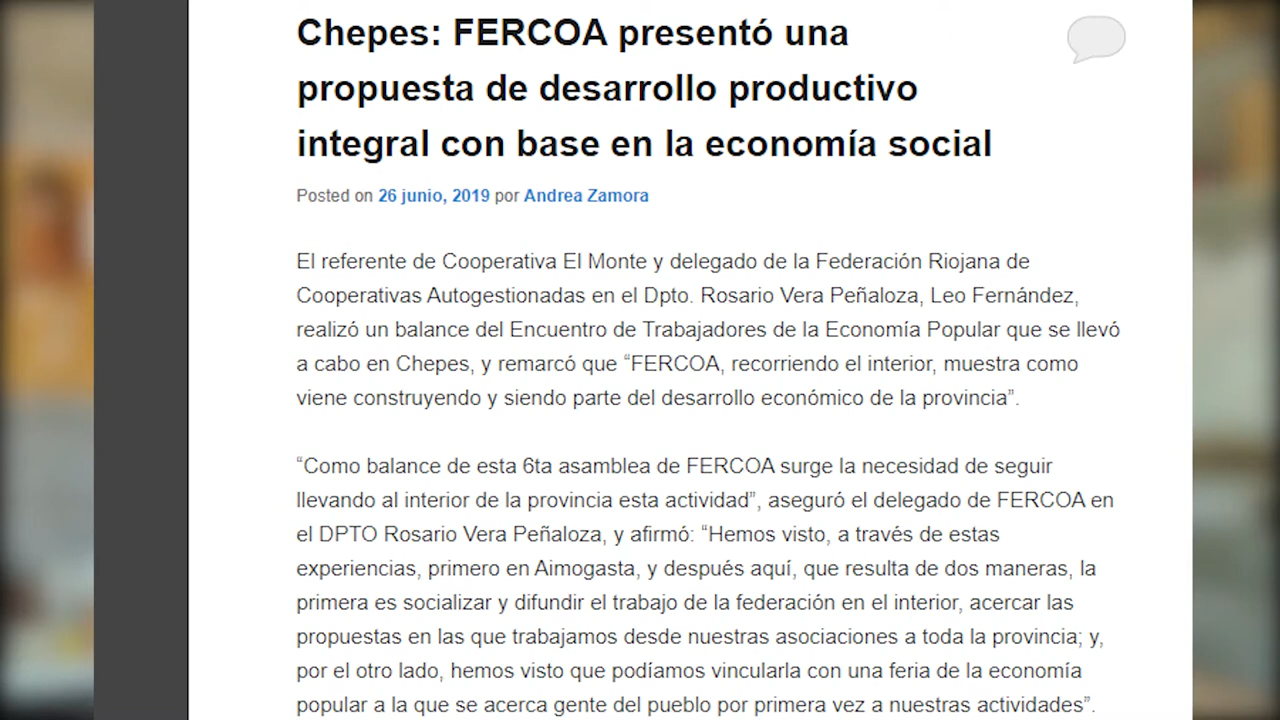 Chepes: FERCOA presentó una
propuesta de desarrollo productivo
integral con base en la economía social
Posted on 26 junio, 2019 por Andrea Zamora
El referente de Cooperativa El Monte y delegado de la Federación Riojana de
Cooperativas Autogestionadas en el Dpto. Rosario Vera Peñaloza, Leo Fernández,
realizó un balance del Encuentro de Trabajadores de la Economía Popular que se llevó
a cabo en Chepes, y remarcó que “FERCOA, recorriendo el interior, muestra como
viene construyendo y siendo parte del desarrollo económico de la provincia”.
“Como balance de esta 6ta asamblea de FERCOA surge la necesidad de seguir
llevando al interior de la provincia esta actividad”, aseguró el delegado de FERCOA en
el DPTO Rosario Vera Peñaloza, y afirmó: “Hemos visto, a través de estas
experiencias, primero en Aimogasta, y después aquí, que resulta de dos maneras, la
primera es socializar y difundir el trabajo de la federación en el interior, acercar las
propuestas en las que trabajamos desde nuestras asociaciones a toda la provincia; y,
por el otro lado, hemos visto que podíamos vincularla con una feria de la economía
popular a la que se acerca gente del pueblo por primera vez a nuestras actividades”.